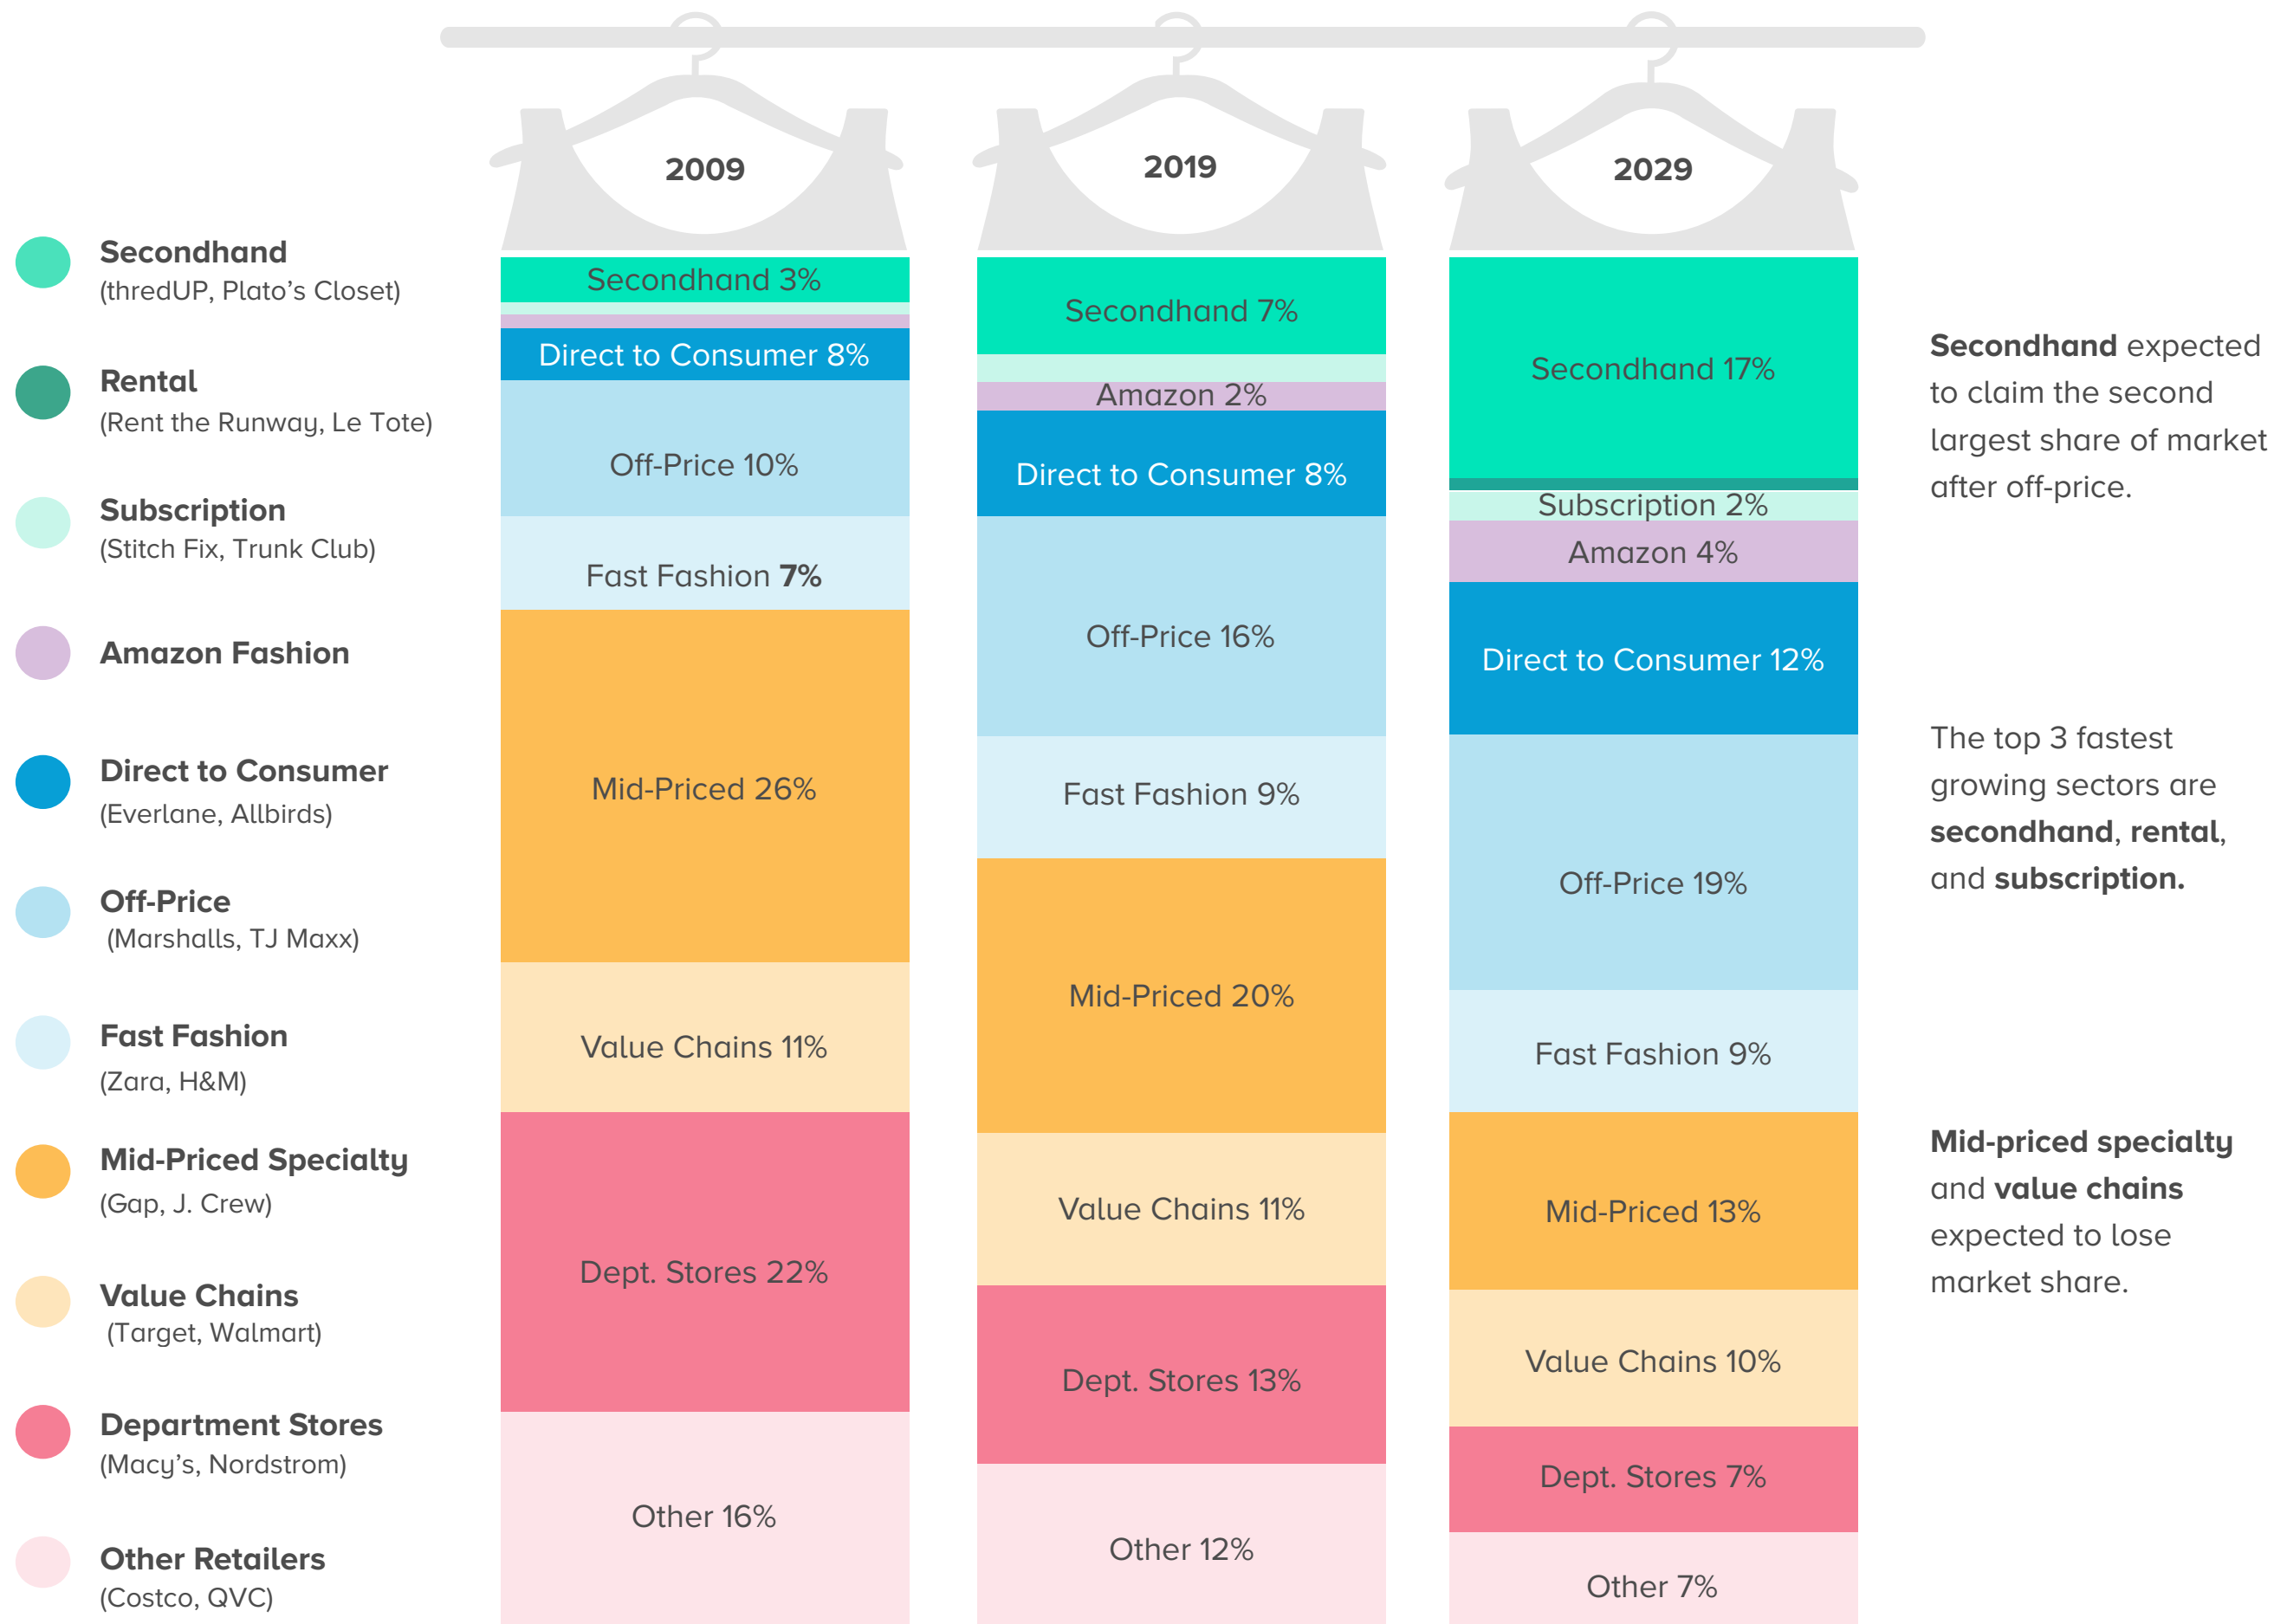 2009
2019
2029
Secondhand
(thredUP, Plato's Closet)
Rental
(Rent the Runway, Le Tote)
Subscription
(Stitch Fix, Trunk Club)
Amazon Fashion
Direct to Consumer
(Everlane, Allbirds)
Off-Price
(Marshalls, TJ Maxx)
Fast Fashion
(Zara, H&M)
Mid-Priced Specialty
(Gap, J. Crew)
Value Chains
(Target, Walmart)
Department Stores
(Macy's, Nordstrom)
Other Retailers
(Costco, QVC)
Secondhand 3%
Direct to Consumer 8%
Off-Price 10%
Fast Fashion 7%
Mid-Priced 26%
Value Chains 11%
Dept. Stores 22%
Other 16%
Secondhand 7%
Amazon 2%
Direct to Consumer 8%
Off-Price 16%
Fast Fashion 9%
Mid-Priced 20%
Value Chains 11%
Dept. Stores 13%
Other 12%
Secondhand 17%
Subscription 2%
Amazon 4%
Direct to Consumer 12%
Off-Price 19%
Fast Fashion 9%
Mid-Priced 13%
Value Chains 10%
Dept. Stores 7%
Other 7%
Secondhand expected
to claim the second
largest share of market
after off-price.
The top 3 fastest
growing sectors are
secondhand, rental,
and subscription.
Mid-priced specialty
and value chains
expected to lose
market share.